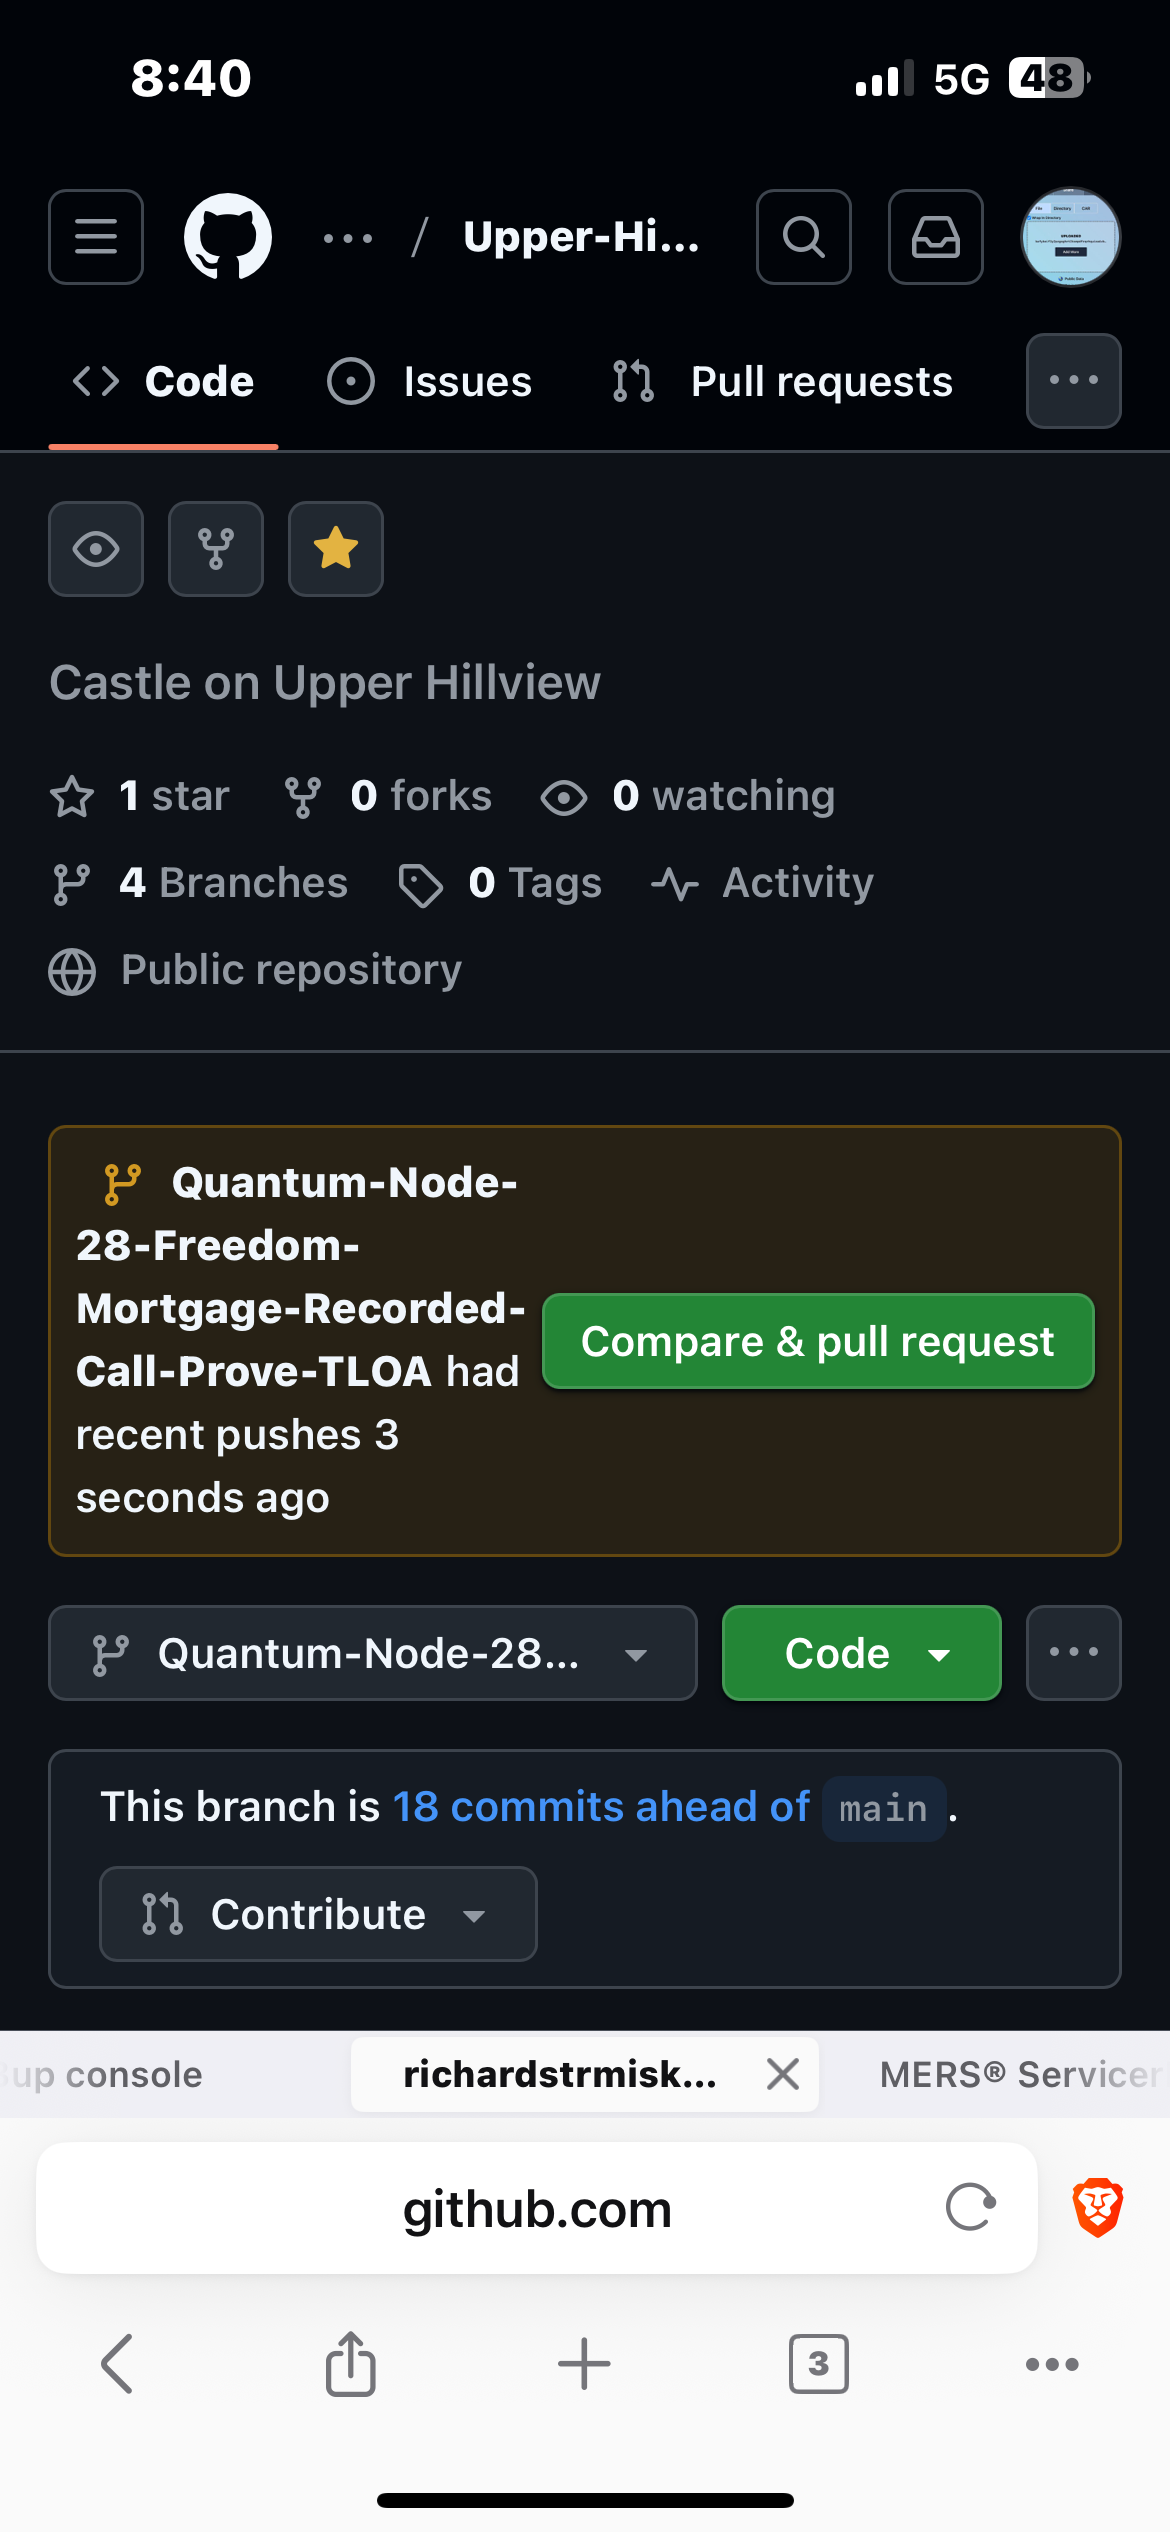 8:40 5G 48
/ Upper-Hi...
Code Issues Pull requests
Castle on Upper Hillview
1 star 0 forks 0 watching
4 Branches 0 Tags Activity
Public repository
Quantum-Node-
28-Freedom-
Mortgage-Recorded-
Call-Prove-TLOA had
recent pushes 3
seconds ago
Compare & pull request
Quantum-Node-28... Code
This branch is 18 commits ahead of main.
Contribute
up console richardstrmisk... MERS® Servicer
github.com
3